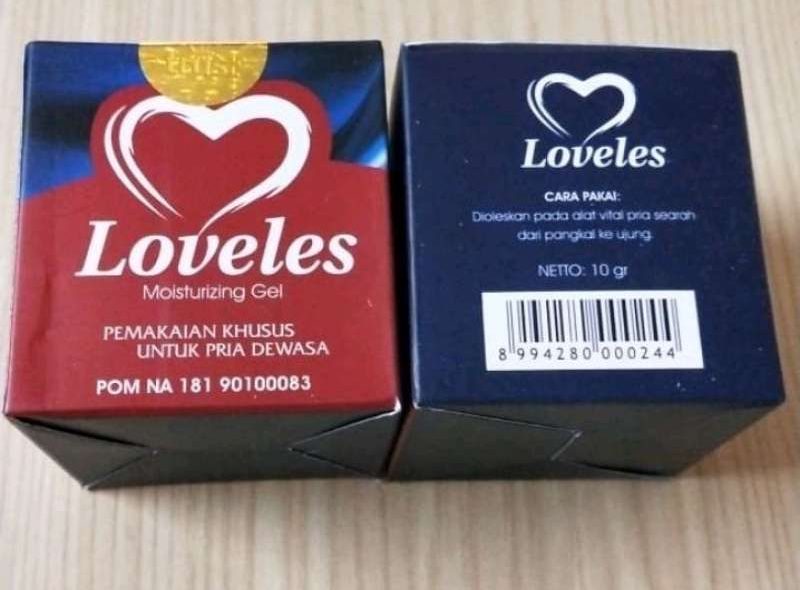 Loveles
Moisturizing Gel
PEMAKAIAN KHUSUS
UNTUK PRIA DEWASA
POM NA 181 90100083
Loveles
CARA PAKAI:
Dioleskan pada alat vital pria searah
dari pangkal ke ujung.
NETTO: 10 gr
8 994280 000244